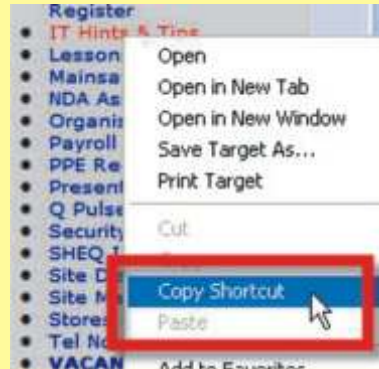 Register
IT Hints & Tips
Lesson
Mainsa
NDA As
Organis
Payroll
PPE Re
Present
Q Pulse
Security
SHEQ I
Site D
Site M
Stores
Tel No
VACAN
Open
Open in New Tab
Open in New Window
Save Target As...
Print Target
Cut
Copy Shortcut
Paste
Add to Favorites...